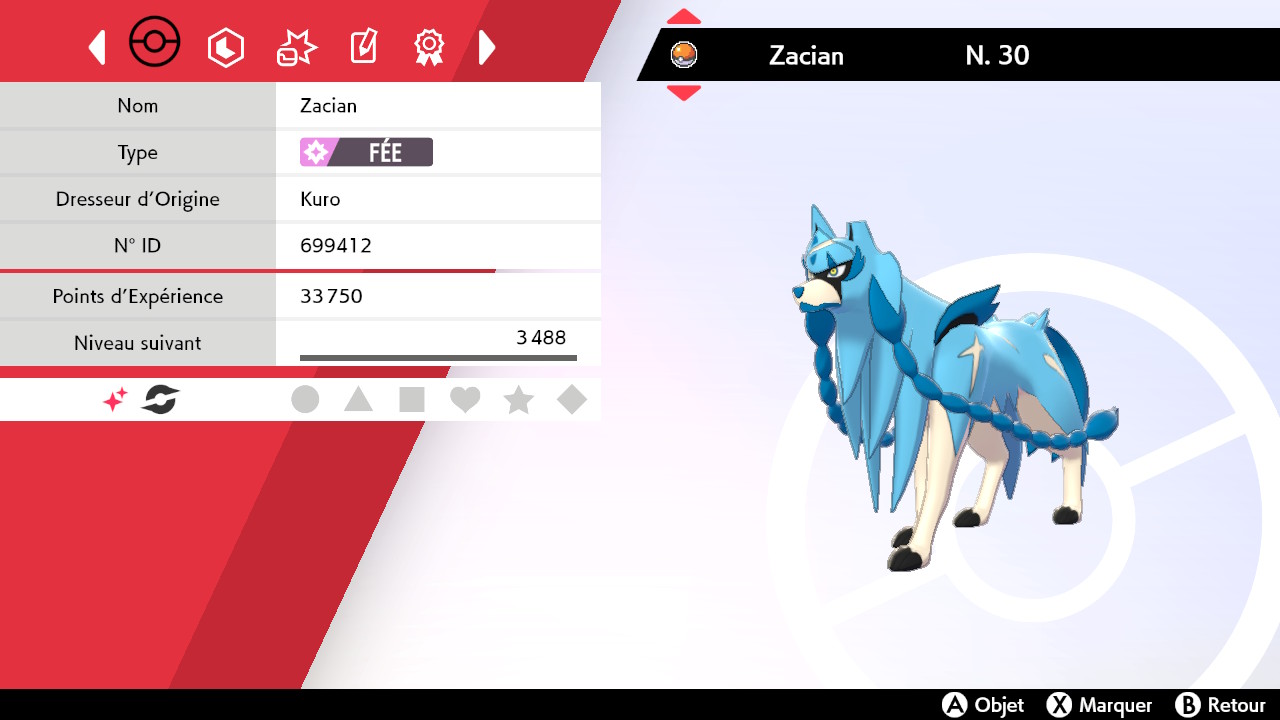 Zacian N. 30
Nom Zacian
Type FÉE
Dresseur d'Origine Kuro
N° ID 699412
Points d'Expérience 33 750
Niveau suivant 3 488
A Objet X Marquer B Retour